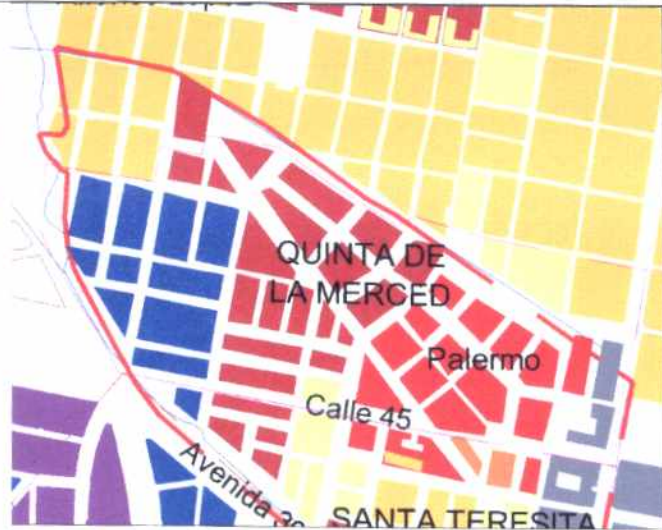 QUINTA DE
LA MERCED
Palermo
Calle 45
Avenida
SANTA TERESITA